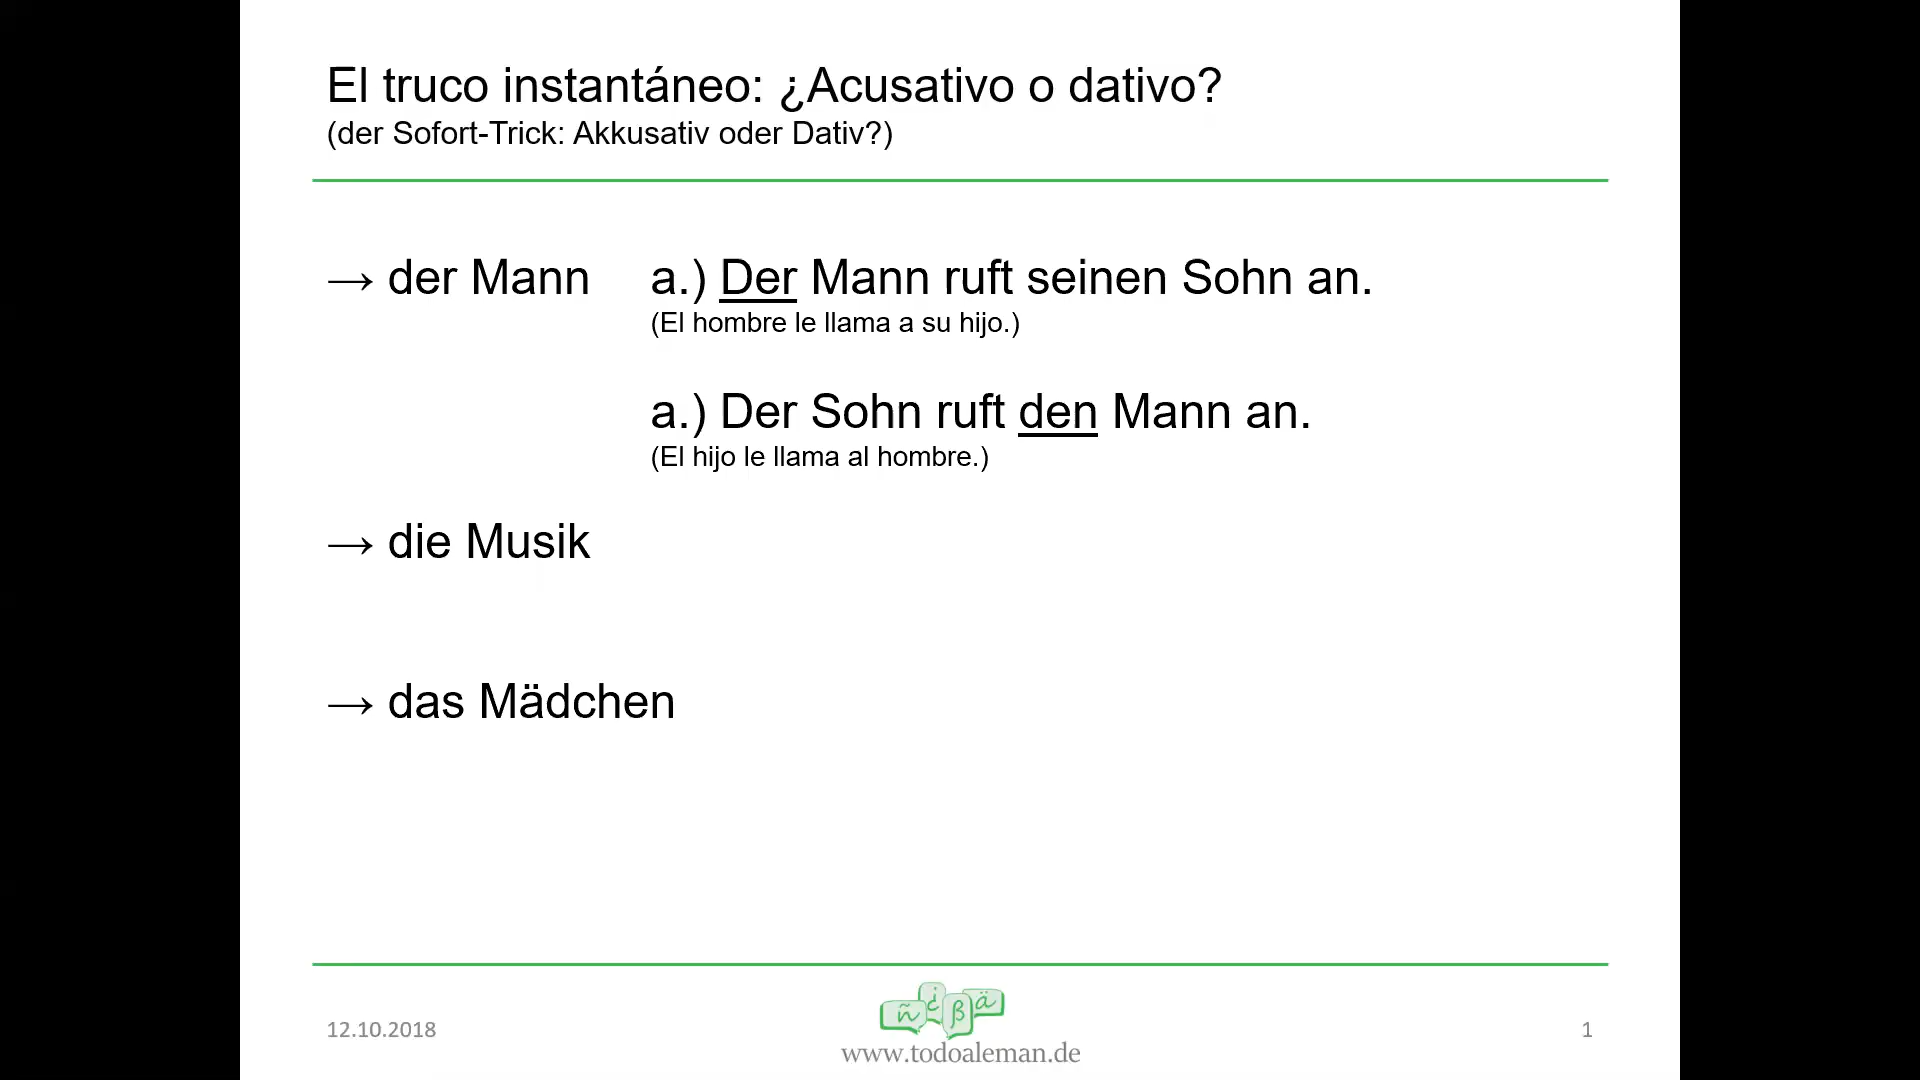 El truco instantáneo: ¿Acusativo o dativo?
(der Sofort-Trick: Akkusativ oder Dativ?)
→ der Mann a.) Der Mann ruft seinen Sohn an.
(El hombre le llama a su hijo.)
a.) Der Sohn ruft den Mann an.
(El hijo le llama al hombre.)
→ die Musik
→ das Mädchen
ñ ¿ ß ä
12.10.2018
www.todoaleman.de
1